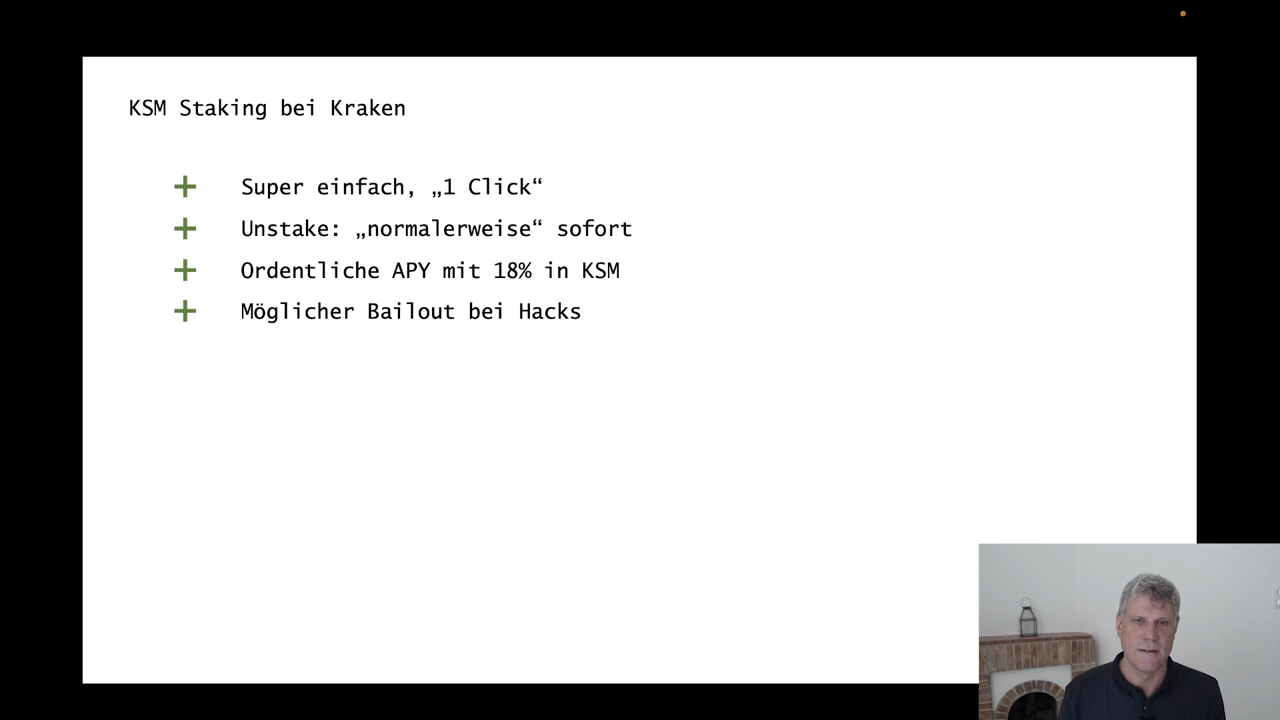 KSM Staking bei Kraken
Super einfach, „1 Click“
Unstake: „normalerweise“ sofort
Ordentliche APY mit 18% in KSM
Möglicher Bailout bei Hacks